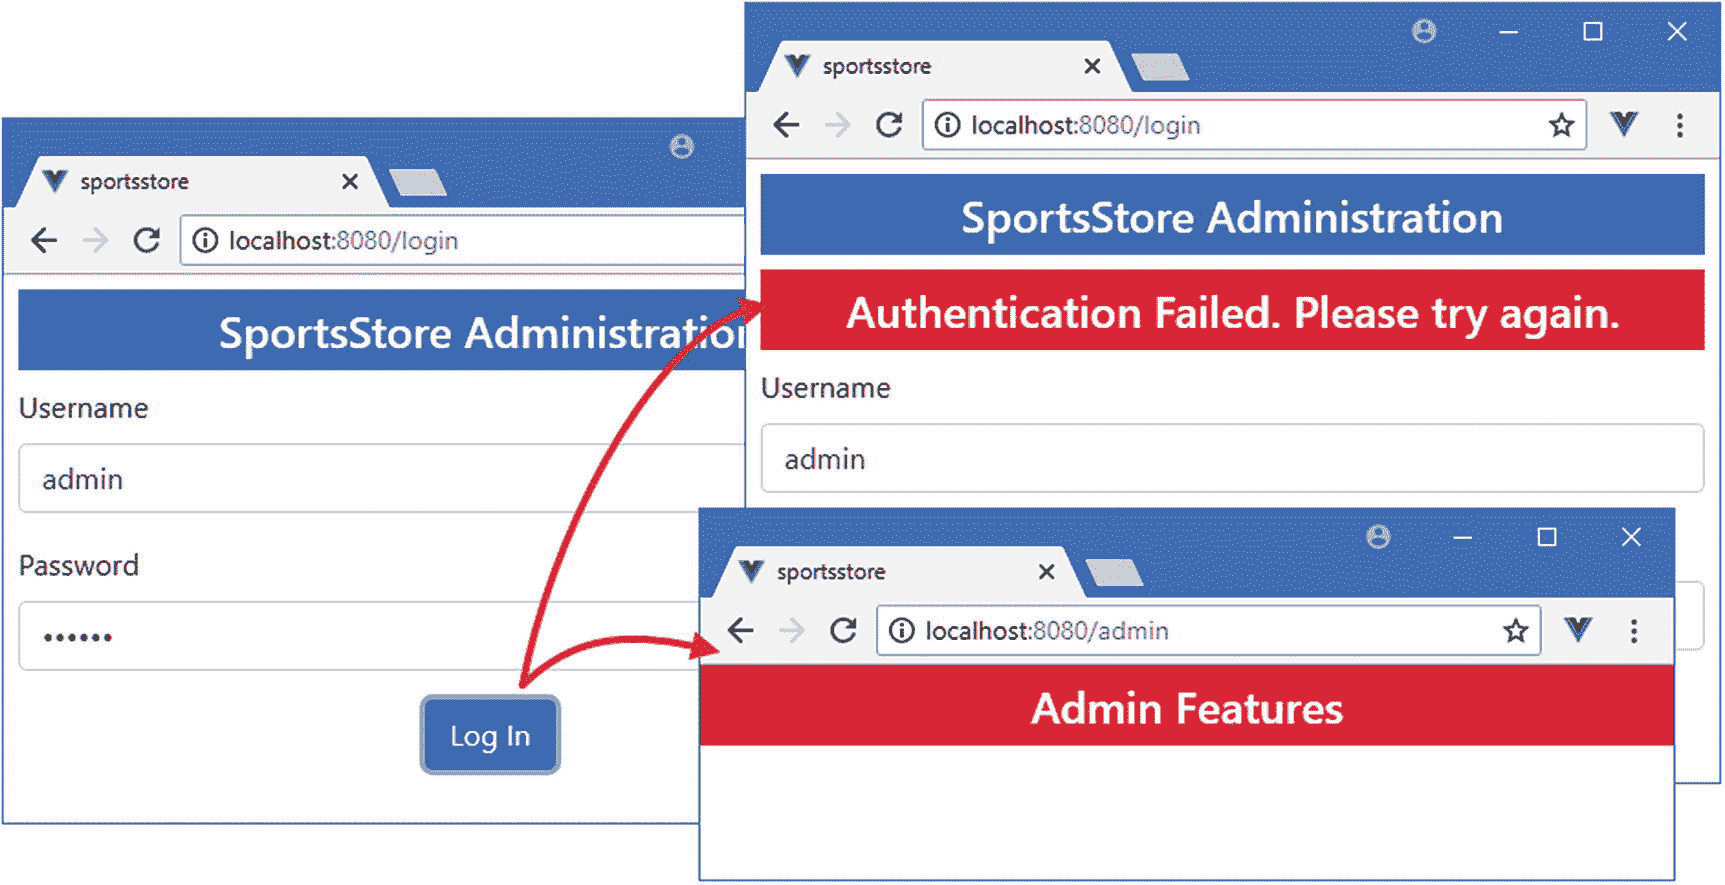 sportsstore
localhost:8080/login
SportsStore Administration
Username
admin
Password
••••••
Log In
sportsstore
localhost:8080/login
SportsStore Administration
Authentication Failed. Please try again.
Username
admin
sportsstore
localhost:8080/admin
Admin Features